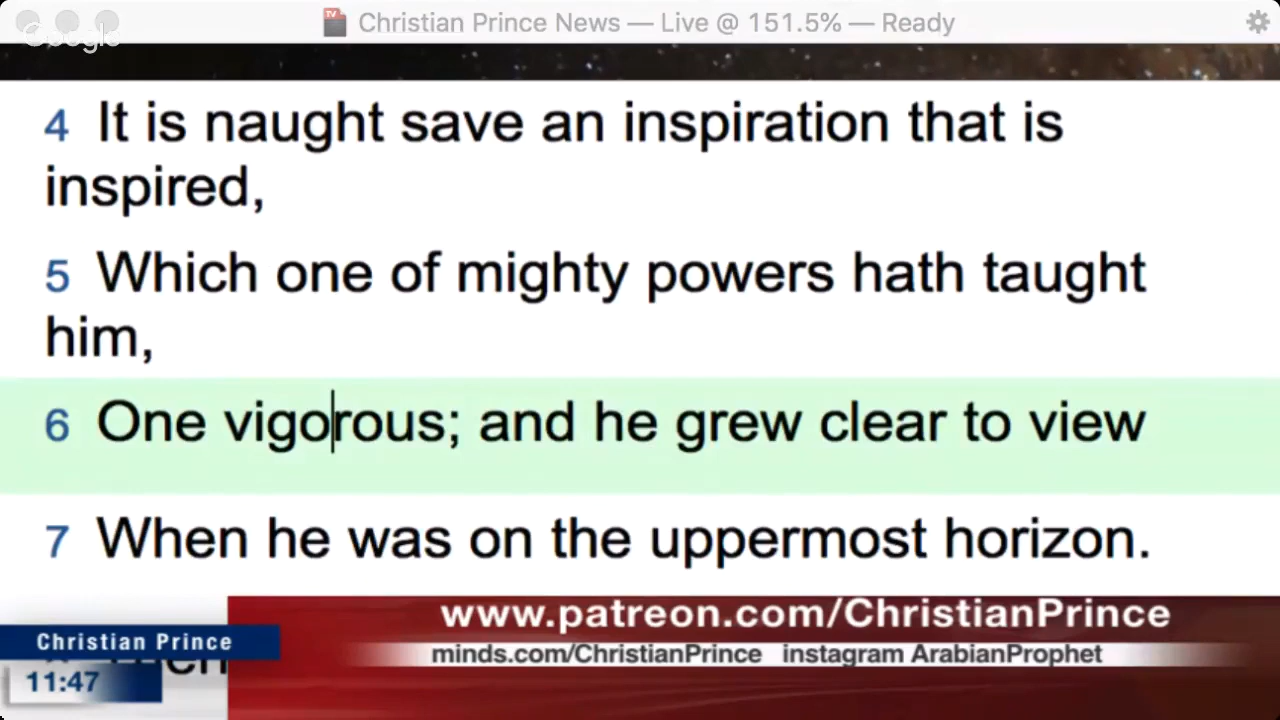 Christian Prince News — Live @ 151.5% — Ready
Google
4 It is naught save an inspiration that is
inspired,
5 Which one of mighty powers hath taught
him,
6 One vigorous; and he grew clear to view
7 When he was on the uppermost horizon.
www.patreon.com/ChristianPrince
Christian Prince
minds.com/ChristianPrince instagram ArabianProphet
11:47